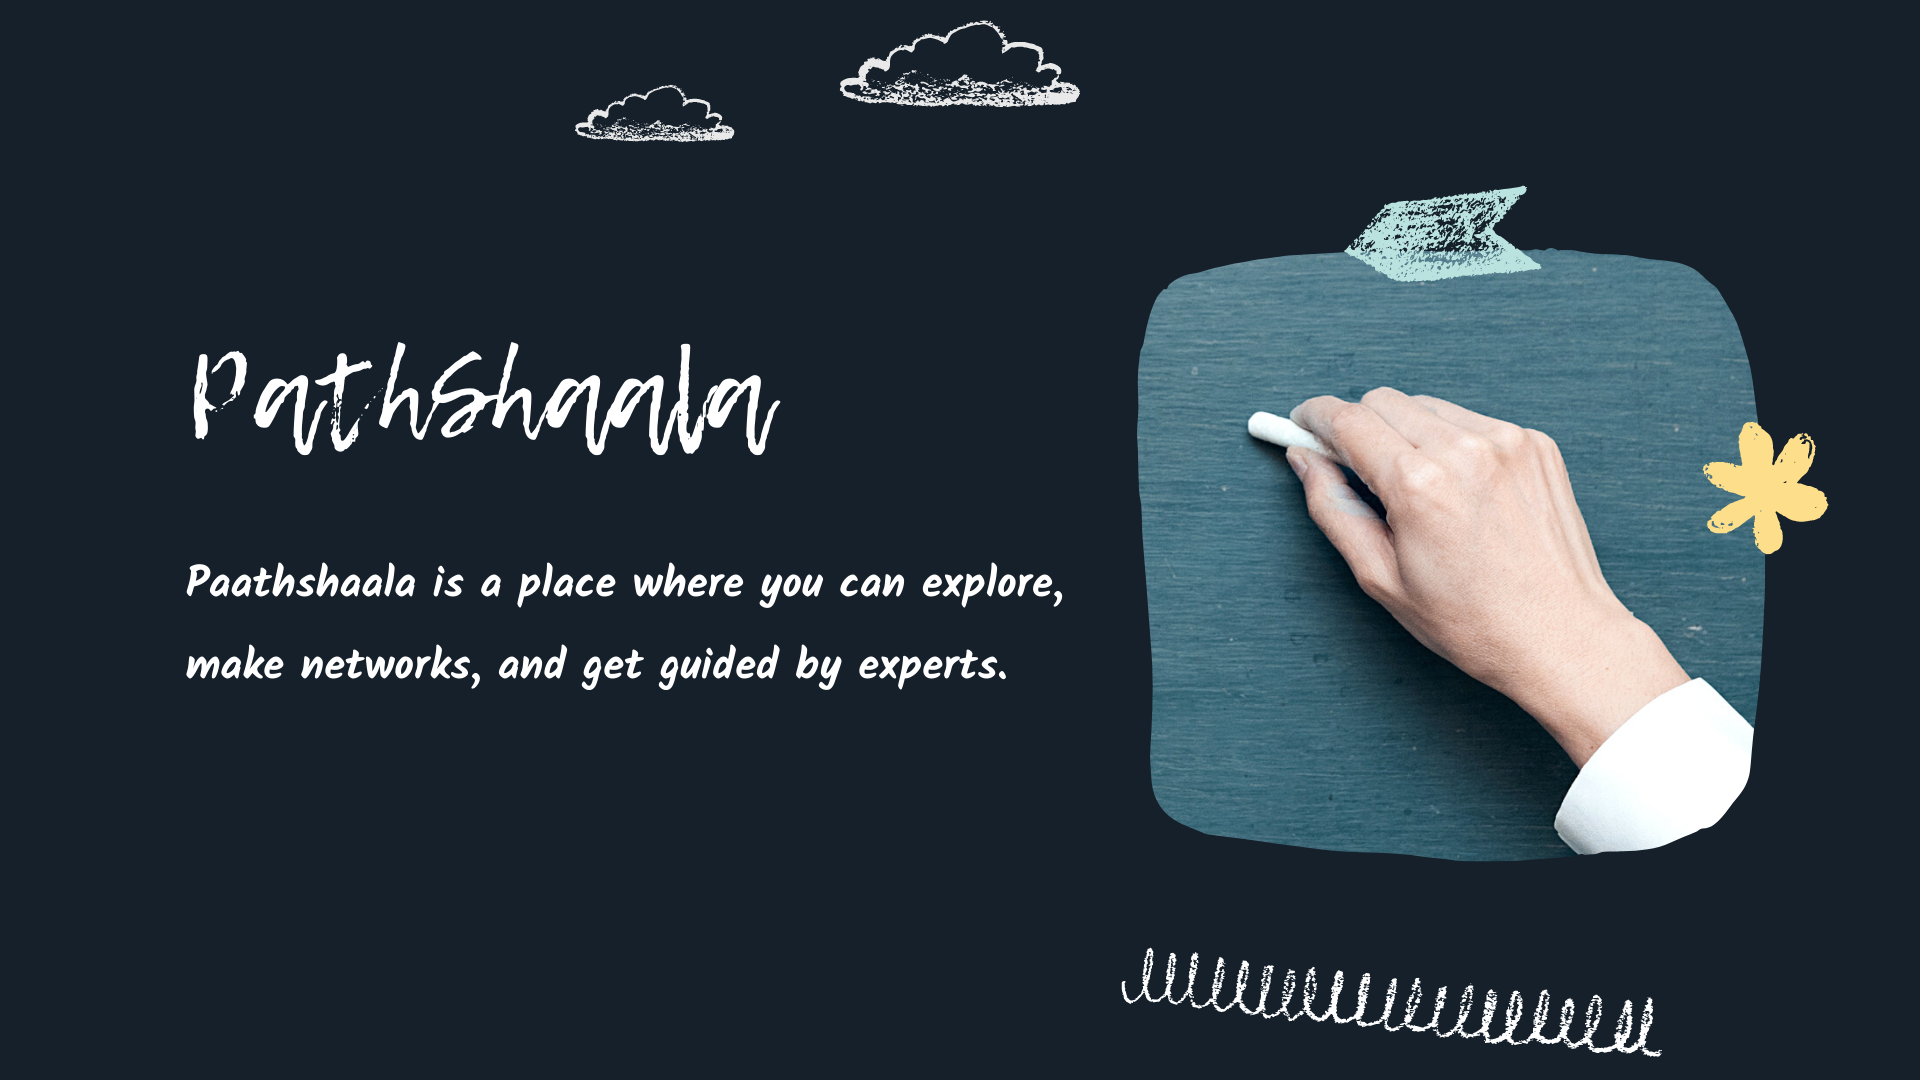 Pathshaala
Paathshaala is a place where you can explore,
make networks, and get guided by experts.